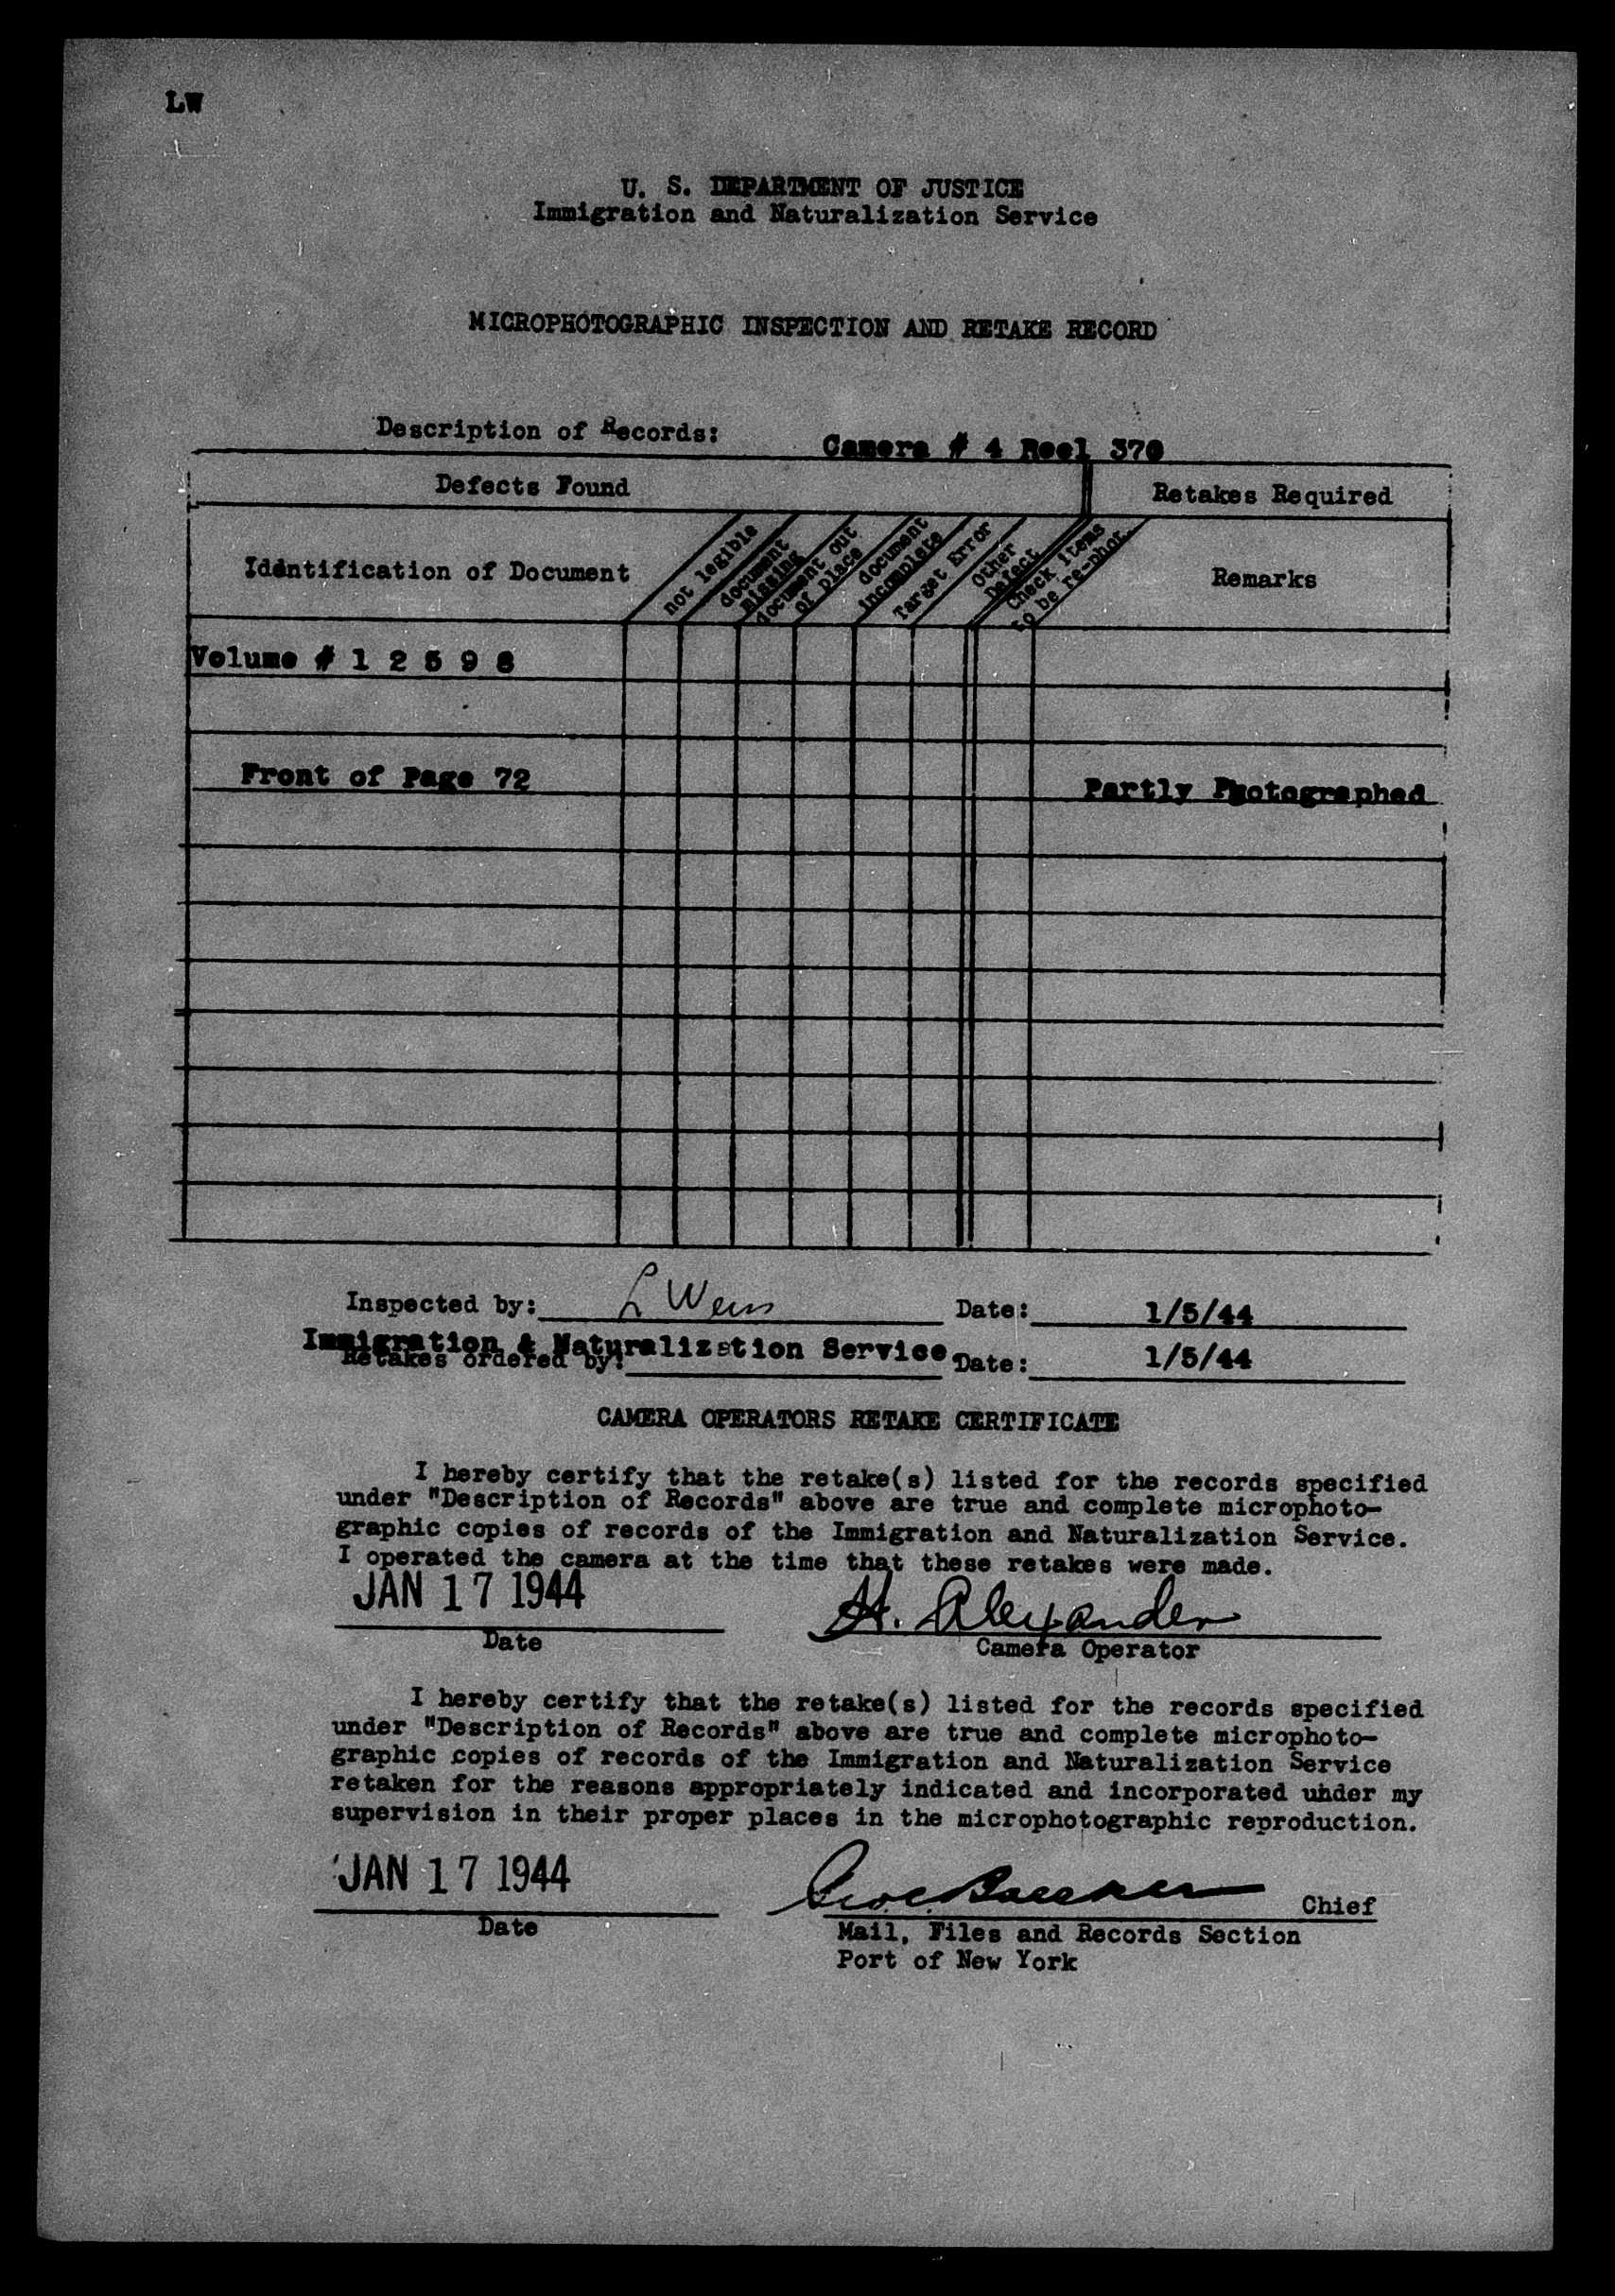 LW
U. S. DEPARTMENT OF JUSTICE
Immigration and Naturalization Service
MICROPHOTOGRAPHIC INSPECTION AND RETAKE RECORD
Description of Records: Camera # 4 Reel 370
Defects Found Retakes Required
Identification of Document
not legible
document missing
document out of place
document incomplete
Target Error
Other Defect
Check items to be re-phot.
Remarks
Volume # 1 2 5 9 8
Front of Page 72 Partly Photographed
Inspected by: L Weiss Date: 1/5/44
Immigration & Naturalization Service
Retakes ordered by: Date: 1/5/44
CAMERA OPERATORS RETAKE CERTIFICATE
I hereby certify that the retake(s) listed for the records specified
under "Description of Records" above are true and complete microphoto-
graphic copies of records of the Immigration and Naturalization Service.
I operated the camera at the time that these retakes were made.
JAN 17 1944 H. Alexander
Date Camera Operator
I hereby certify that the retake(s) listed for the records specified
under "Description of Records" above are true and complete microphoto-
graphic copies of records of the Immigration and Naturalization Service
retaken for the reasons appropriately indicated and incorporated under my
supervision in their proper places in the microphotographic reproduction.
JAN 17 1944 Chief
Date Mail, Files and Records Section
Port of New York